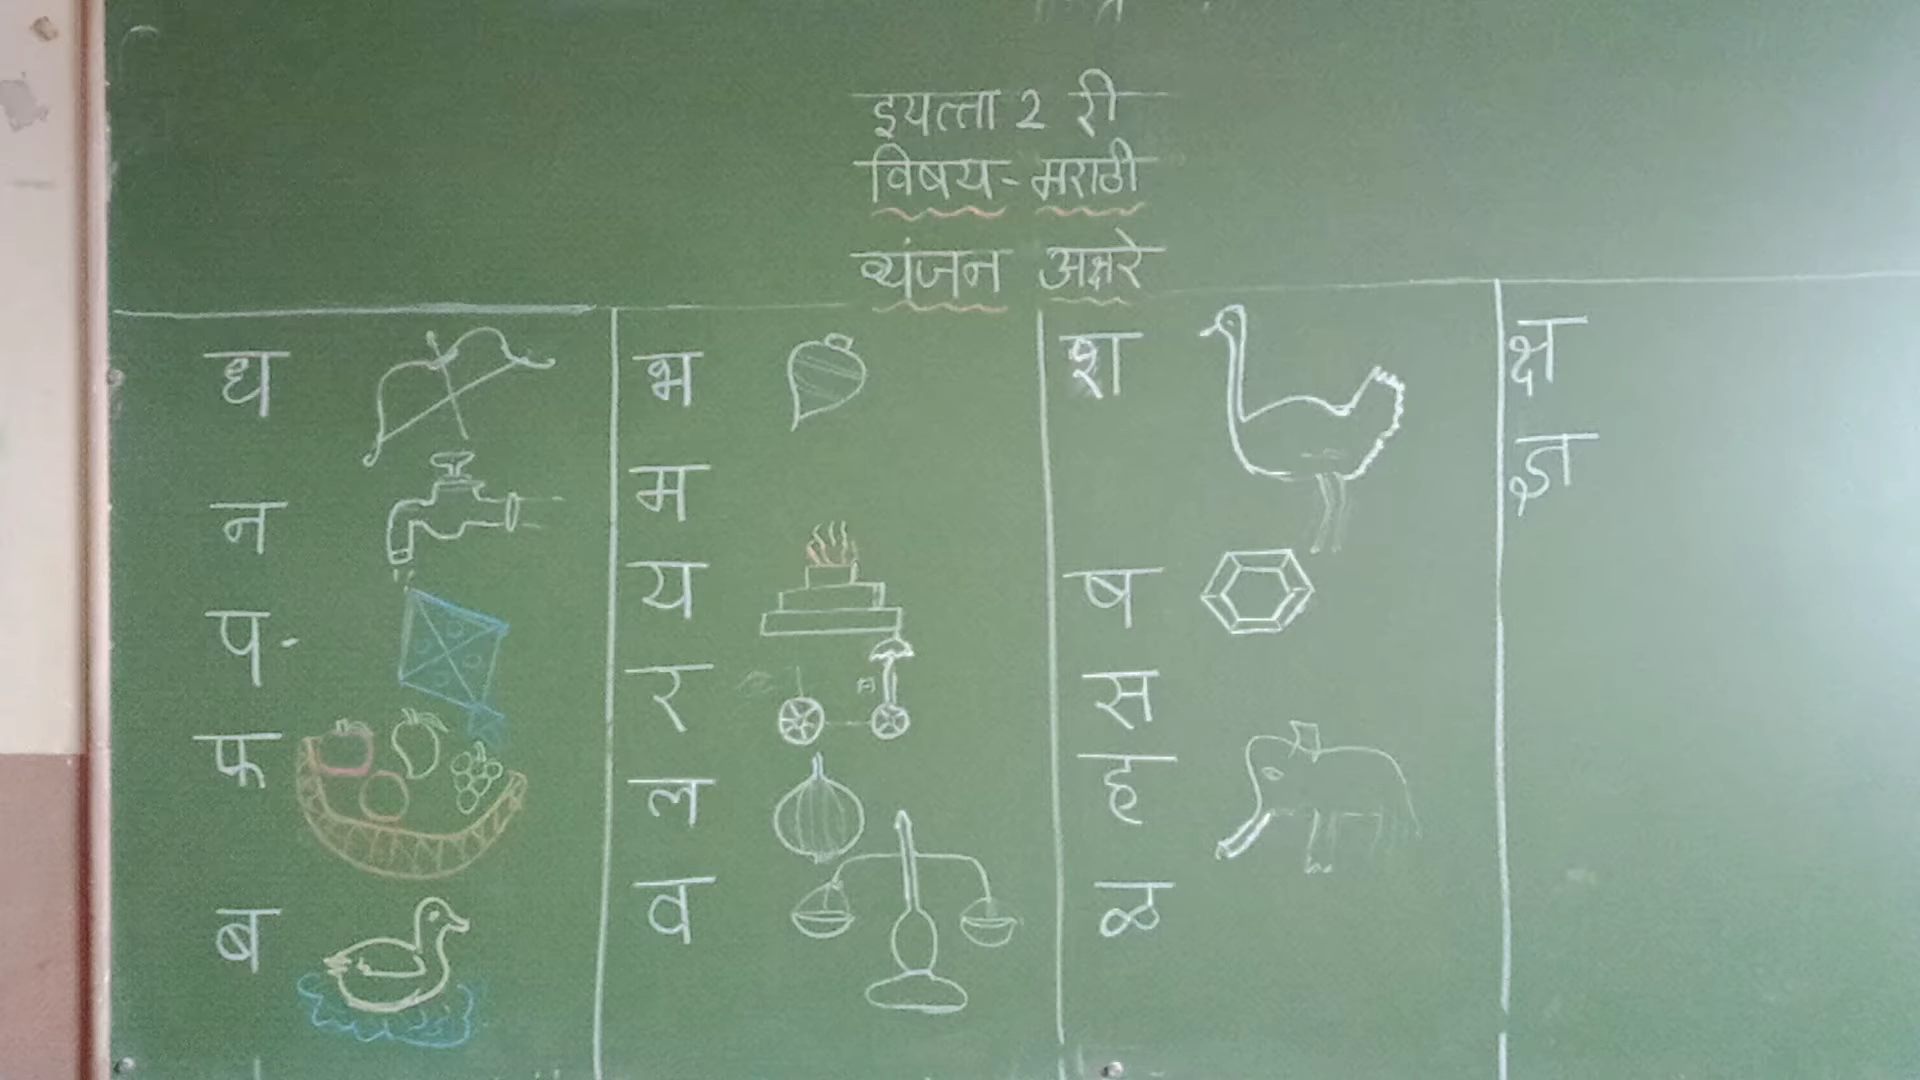 इयत्ता 2 री
विषय - मराठी
व्यंजन अक्षरे
ध
न
प -
फ
ब
भ
म
य
र
ल
व
श
ष
स
ह
ळ
क्ष
ज्ञ